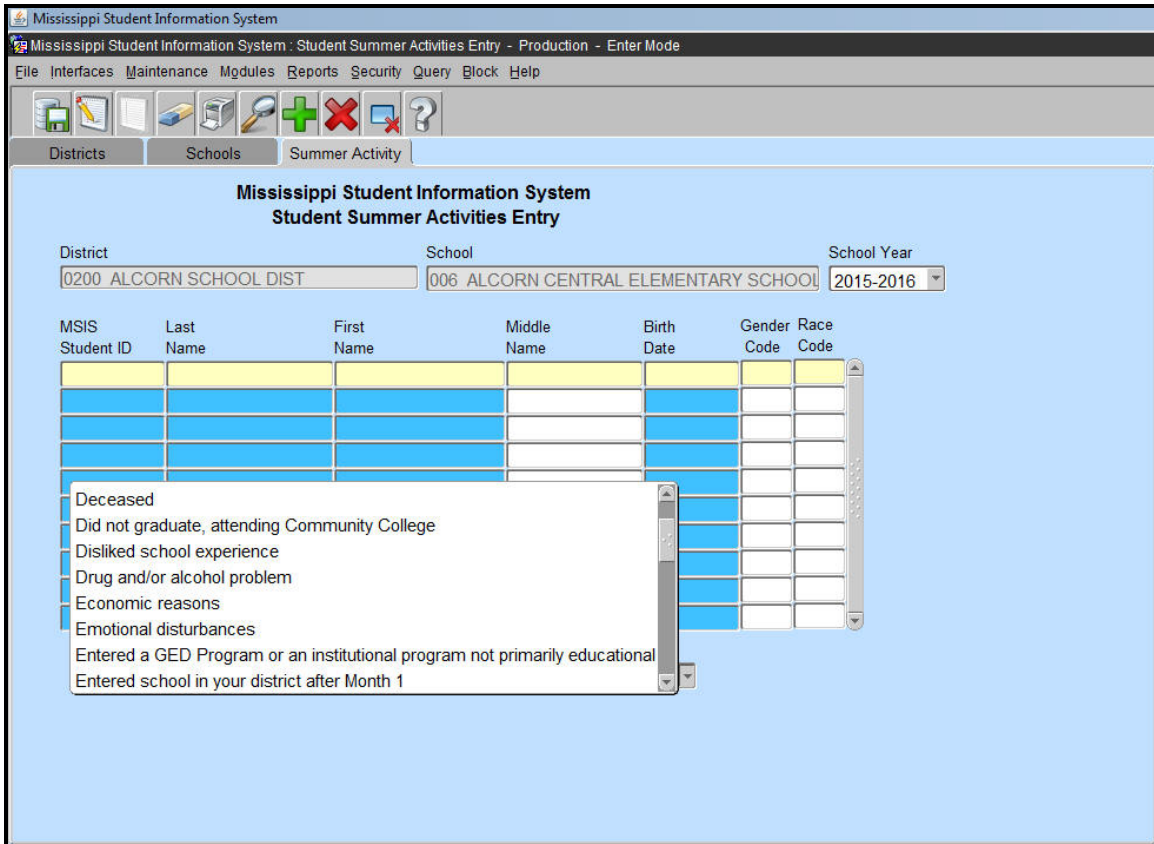 Mississippi Student Information System
Mississippi Student Information System : Student Summer Activities Entry - Production - Enter Mode
File Interfaces Maintenance Modules Reports Security Query Block Help
Districts Schools Summer Activity
Mississippi Student Information System
Student Summer Activities Entry
District School School Year
0200 ALCORN SCHOOL DIST 006 ALCORN CENTRAL ELEMENTARY SCHOOL 2015-2016
MSIS Last First Middle Birth Gender Race
Student ID Name Name Name Date Code Code
Deceased
Did not graduate, attending Community College
Disliked school experience
Drug and/or alcohol problem
Economic reasons
Emotional disturbances
Entered a GED Program or an institutional program not primarily educational
Entered school in your district after Month 1